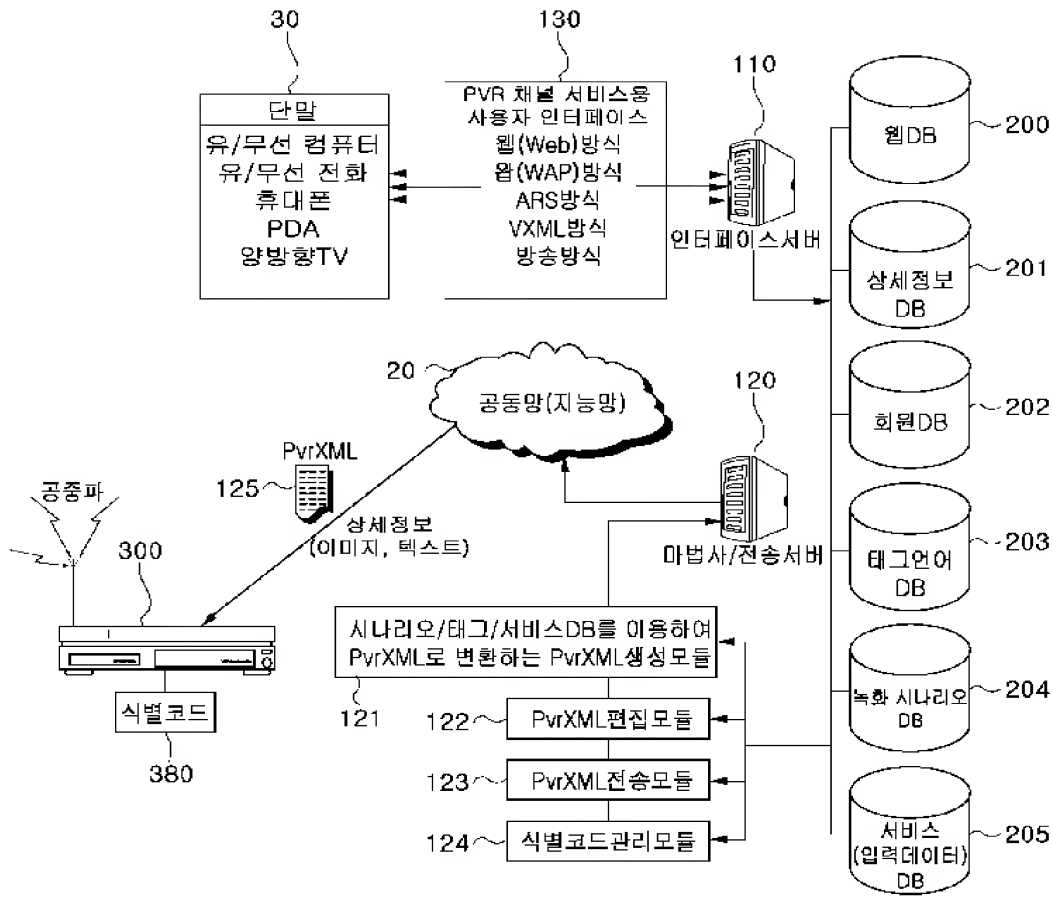 30
130
110
단말
유/무선 컴퓨터
유/무선 전화
휴대폰
PDA
양방향TV
PVR 채널 서비스용
사용자 인터페이스
웹(Web)방식
왑(WAP)방식
ARS방식
VXML방식
방송방식
인터페이스서버
웹DB
200
상세정보
DB
201
회원DB
202
태그언어
DB
203
녹화 시나리오
DB
204
서비스
(입력데이터)
DB
205
20
공동망(지능망)
120
마법사/전송서버
PvrXML
125
상세정보
(이미지, 텍스트)
공중파
300
식별코드
380
시나리오/태그/서비스DB를 이용하여
PvrXML로 변환하는 PvrXML생성모듈
121
122
PvrXML편집모듈
123
PvrXML전송모듈
124
식별코드관리모듈